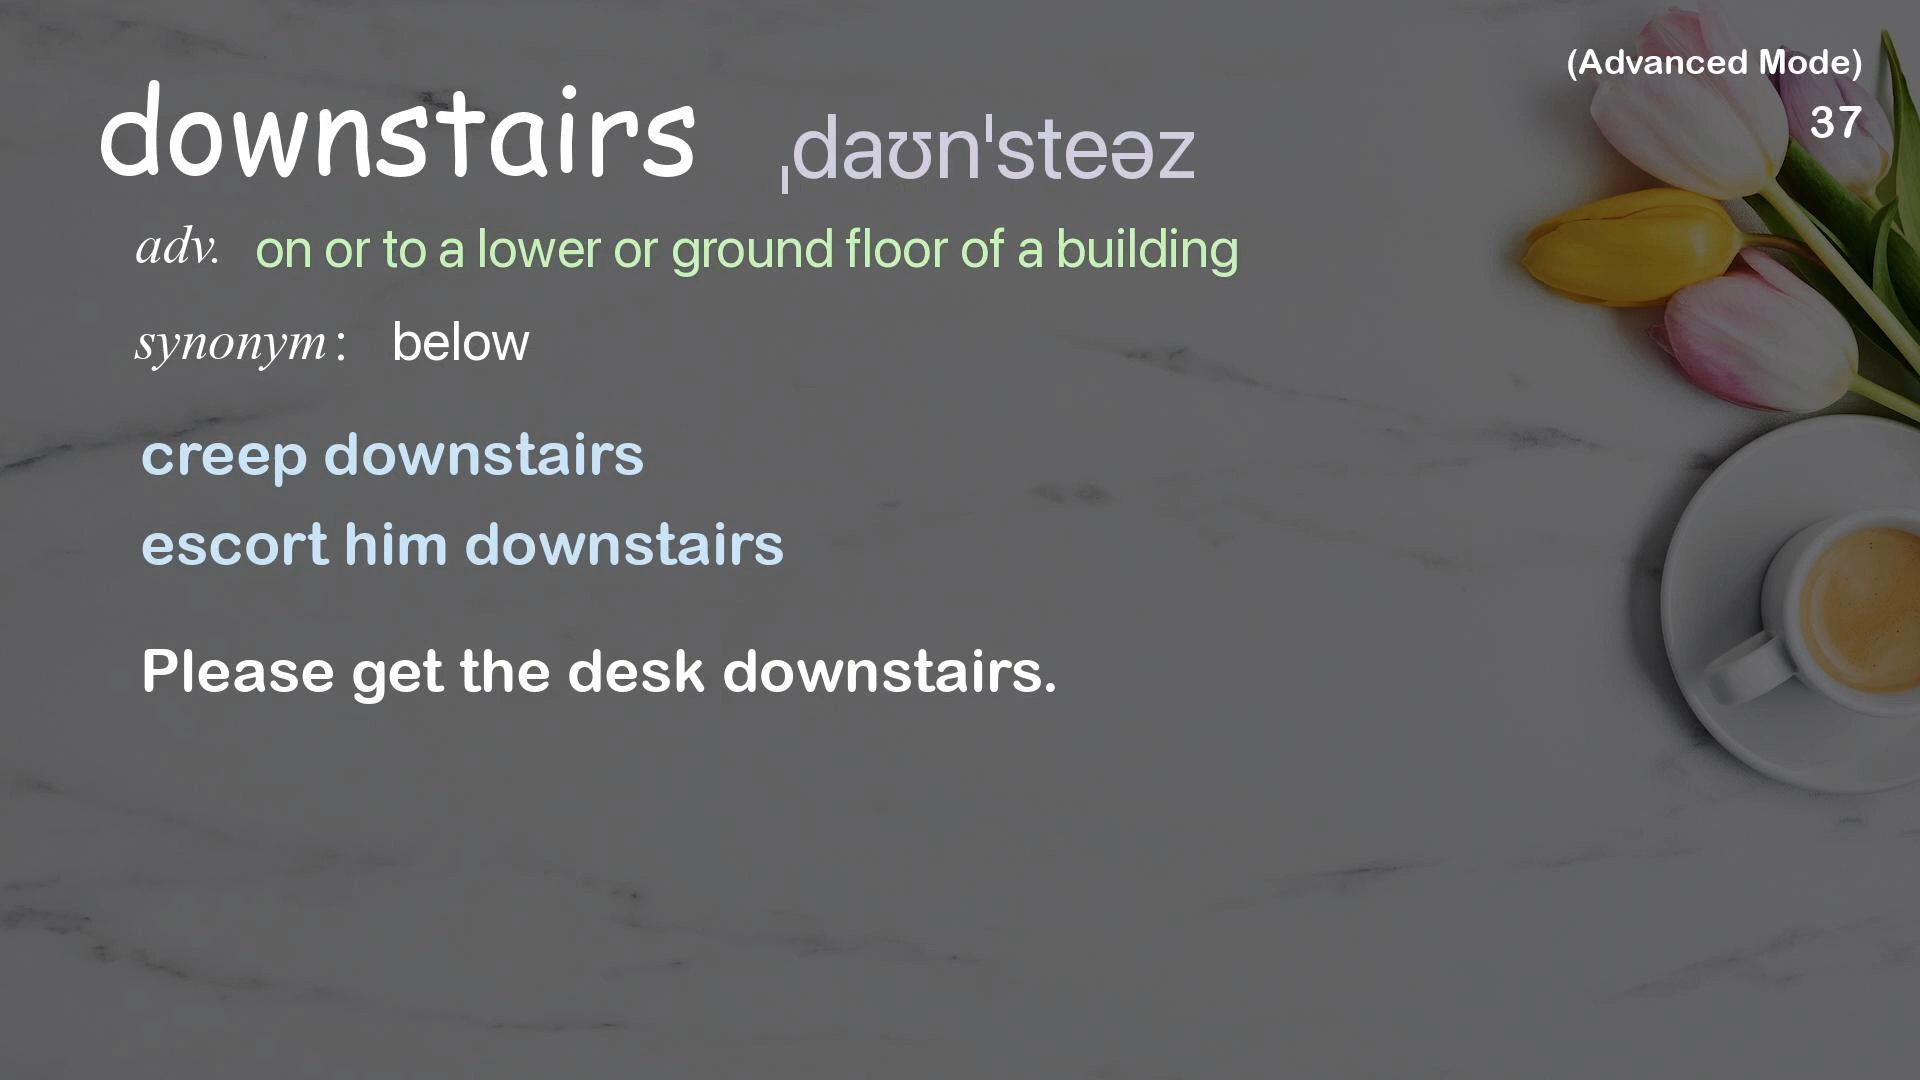 (Advanced Mode)
37
downstairs ˌdaʊnˈsteəz
adv. on or to a lower or ground floor of a building
synonym: below
creep downstairs
escort him downstairs
Please get the desk downstairs.